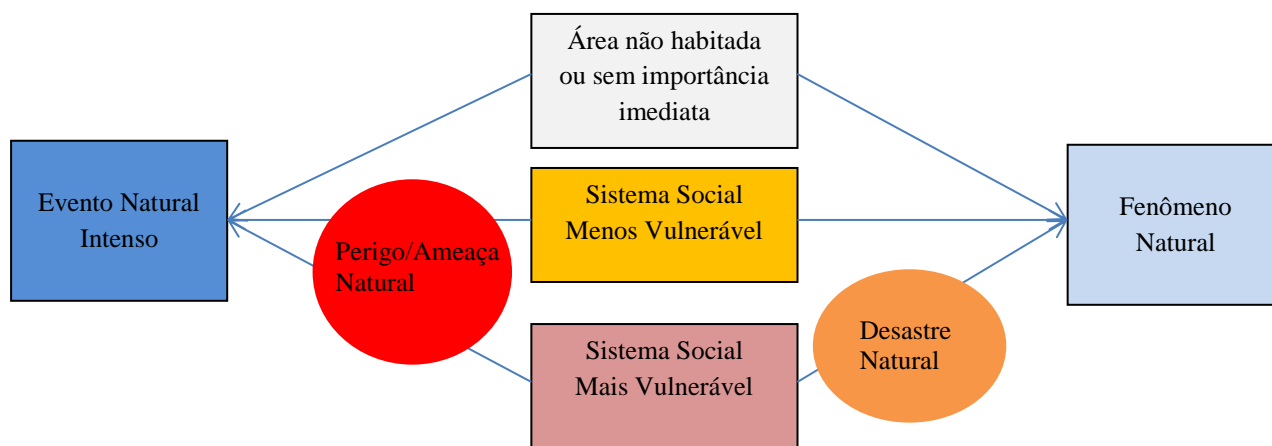 Área não habitada
ou sem importância
imediata
Evento Natural
Intenso
Perigo/Ameaça
Natural
Sistema Social
Menos Vulnerável
Fenômeno
Natural
Sistema Social
Mais Vulnerável
Desastre
Natural